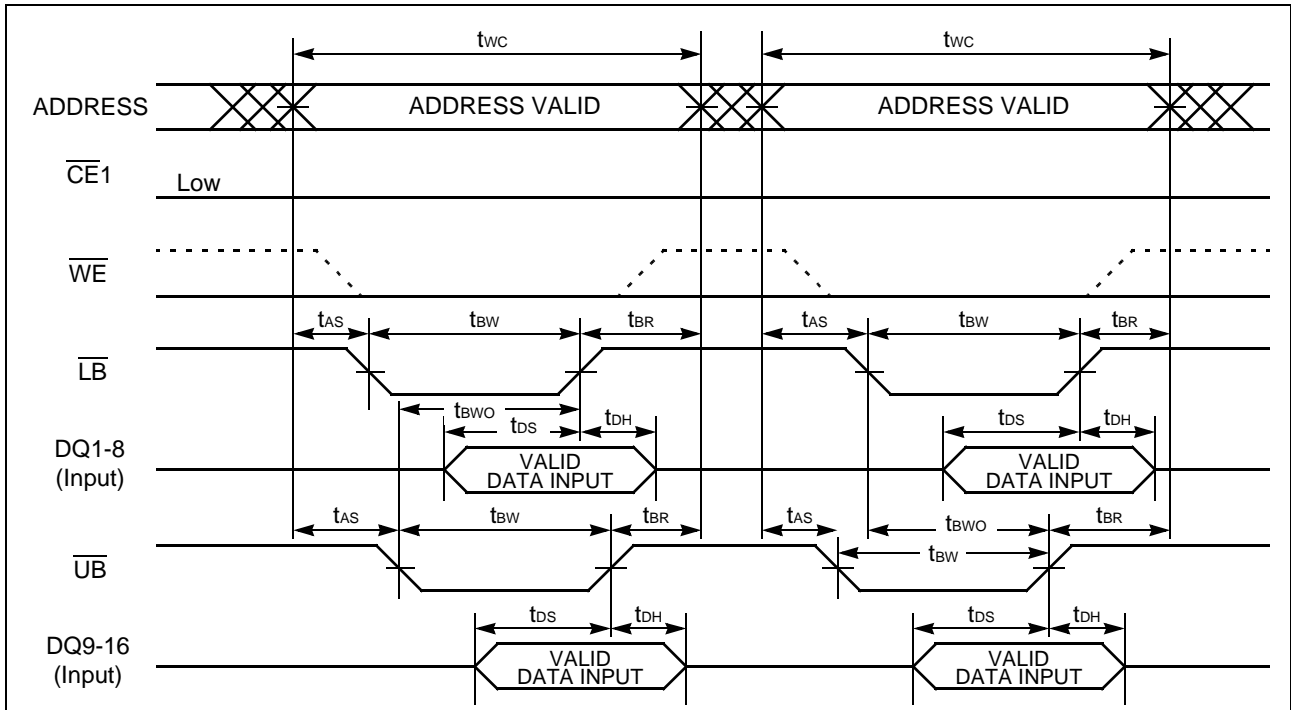 tWC tWC
ADDRESS ADDRESS VALID ADDRESS VALID
CE1 Low
WE
tAS tBW tBR tAS tBW tBR
LB
tBWO
tDS tDH tDS tDH
DQ1-8
(Input)
VALID
DATA INPUT
VALID
DATA INPUT
tAS tBW tBR tAS tBWO tBR
tBW
UB
tDS tDH tDS tDH
DQ9-16
(Input)
VALID
DATA INPUT
VALID
DATA INPUT